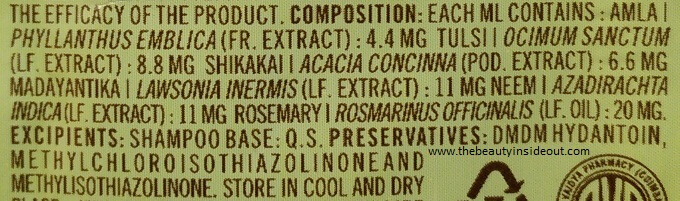 THE EFFICACY OF THE PRODUCT. COMPOSITION: EACH ML CONTAINS : AMLA |
PHYLLANTHUS EMBLICA (FR. EXTRACT) : 4.4 MG TULSI | OCIMUM SANCTUM
(LF. EXTRACT) : 8.8 MG SHIKAKAI | ACACIA CONCINNA (POD. EXTRACT) : 6.6 MG
MADAYANTIKA | LAWSONIA INERMIS (LF. EXTRACT) : 11 MG NEEM | AZADIRACHTA
INDICA (LF. EXTRACT) : 11 MG ROSEMARY | ROSMARINUS OFFICINALIS (LF. OIL) : 20 MG.
EXCIPIENTS: SHAMPOO BASE: Q.S. PRESERVATIVES: DMDM HYDANTOIN,
www.thebeautyinsideout.com
METHYLCHLOROISOTHIAZOLINONE AND
METHYLISOTHIAZOLINONE. STORE IN COOL AND DRY
VAIDYA PHARMACY (COIMBA